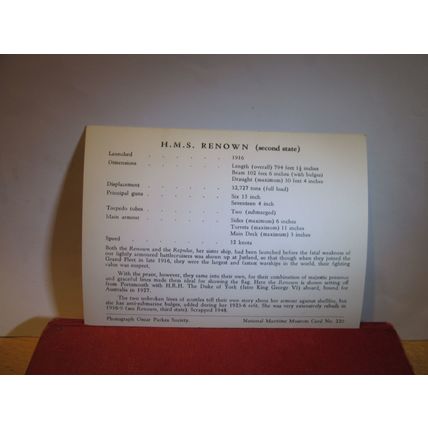 H.M.S. RENOWN (second state)
Launched . . . . . . 1916
Dimensions . . . . . . Length (overall) 794 feet 1½ inches
Beam 102 feet 6 inches (with bulges)
Draught (maximum) 30 feet 4 inches
Displacement . . . . . . 32,727 tons (full load)
Principal guns . . . . . . Six 15 inch
Seventeen 4 inch
Torpedo tubes . . . . . . Two (submerged)
Main armour . . . . . . Sides (maximum) 6 inches
Turrets (maximum) 11 inches
Main Deck (maximum) 3 inches
Speed . . . . . . 32 knots
Both the Renown and the Repulse, her sister ship, had been launched before the fatal weakness of
our lightly armoured battlecruisers was shown up at Jutland, so that though when they joined the
Grand Fleet in late 1916, they were the largest and fastest warships in the world, their fighting
value was suspect.
With the peace, however, they came into their own, for their combination of majestic presence
and graceful lines made them ideal for showing the flag. Here the Renown is shown setting off
from Portsmouth with H.R.H. The Duke of York (later King George VI) aboard, bound for
Australia in 1927.
The two unbroken lines of scuttles tell their own story about her armour against shellfire, but
she has anti-submarine bulges, added during her 1923-6 refit. She was very extensively rebuilt in
1936-9 (see Renown, third state). Scrapped 1948.
Photograph Oscar Parkes Society. National Maritime Museum Card No.